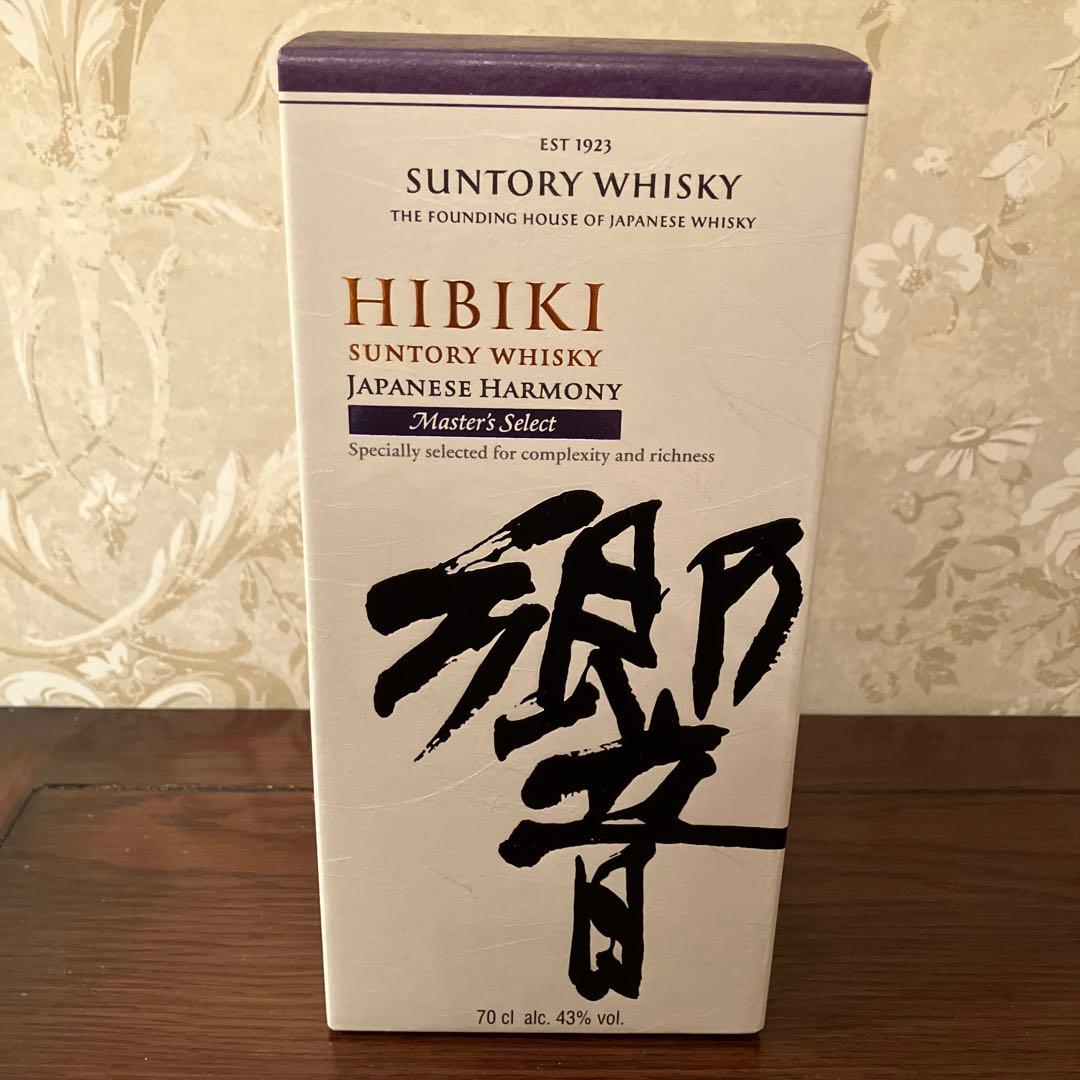 EST 1923
SUNTORY WHISKY
THE FOUNDING HOUSE OF JAPANESE WHISKY
HIBIKI
SUNTORY WHISKY
JAPANESE HARMONY
Master's Select
Specially selected for complexity and richness
響
70 cl alc. 43% vol.